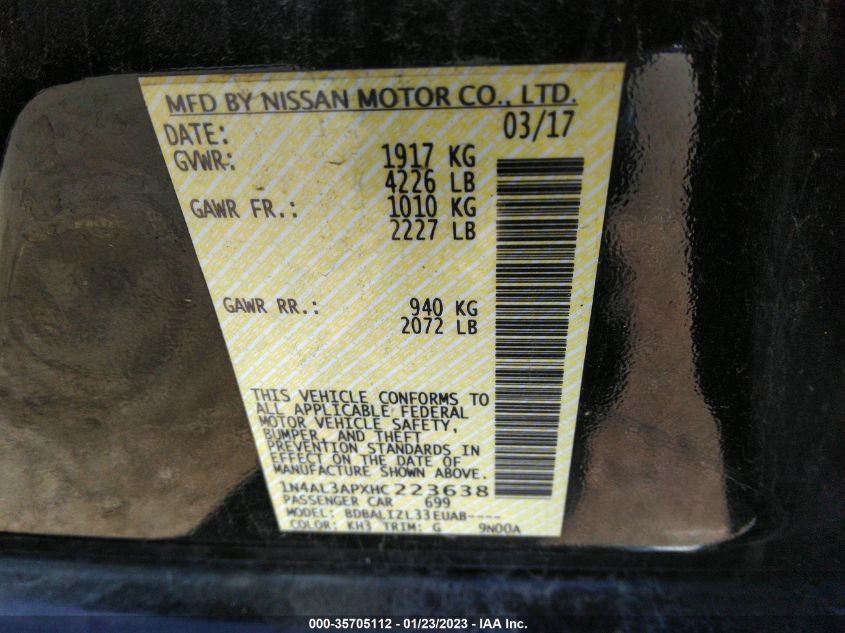 MFD BY NISSAN MOTOR CO., LTD.
DATE: 03/17
GVWR: 1917 KG
4226 LB
GAWR FR.: 1010 KG
2227 LB
GAWR RR.: 940 KG
2072 LB
THIS VEHICLE CONFORMS TO
ALL APPLICABLE FEDERAL
MOTOR VEHICLE SAFETY,
BUMPER, AND THEFT
PREVENTION STANDARDS IN
EFFECT ON THE DATE OF
MANUFACTURE SHOWN ABOVE.
1N4AL3APXHC223638
PASSENGER CAR 699
MODEL: BDBALIZL33EUAB----
COLOR: KH3 TRIM: G 9N00A
000-35705112 - 01/23/2023 - IAA Inc.